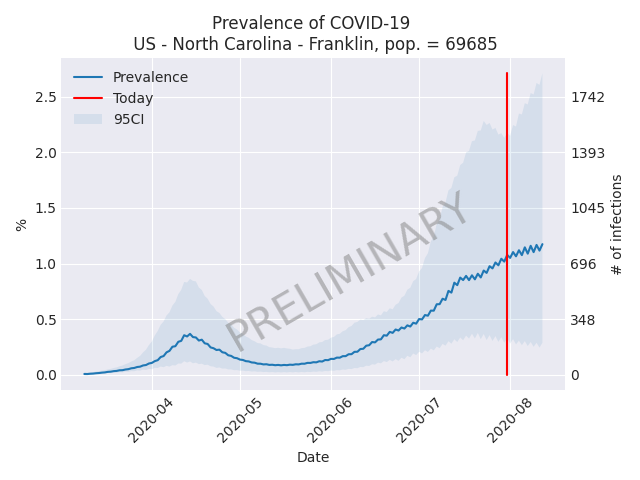 Prevalence of COVID-19
US - North Carolina - Franklin, pop. = 69685
Prevalence
Today
95CI
2.5
2.0
1.5
1.0
0.5
0.0
%
1742
1393
1045
696
348
0
# of infections
PRELIMINARY
2020-04
2020-05
2020-06
2020-07
2020-08
Date